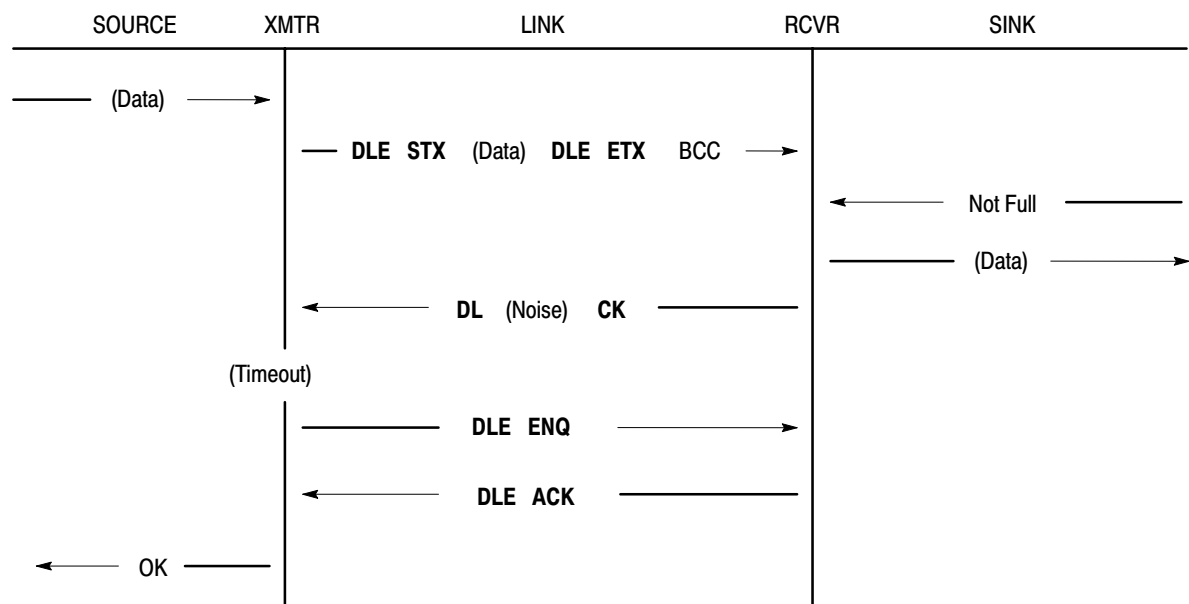 SOURCE XMTR LINK RCVR SINK
(Data)
DLE STX (Data) DLE ETX BCC
Not Full
(Data)
DL (Noise) CK
(Timeout)
DLE ENQ
DLE ACK
OK